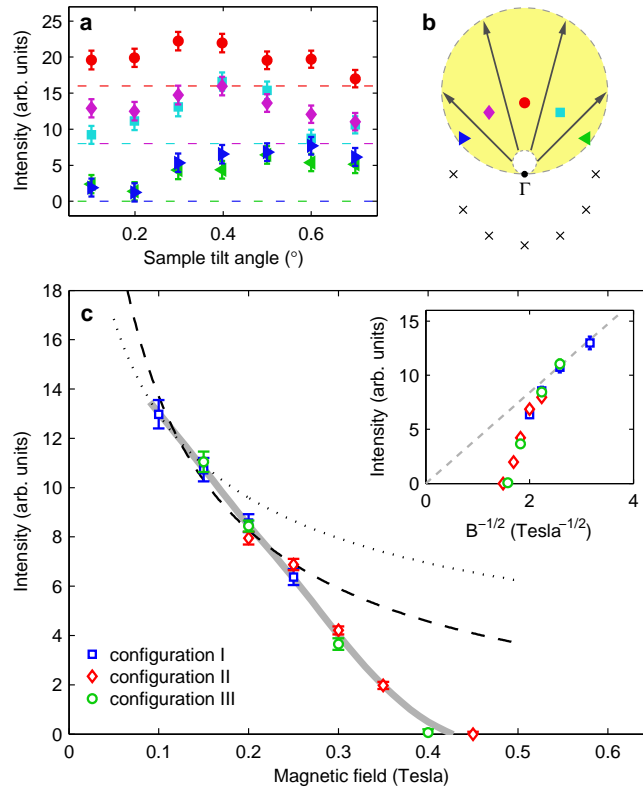 a
Intensity (arb. units)
25
20
15
10
5
0
0.2
0.4
0.6
Sample tilt angle (°)
b
Γ
c
Intensity (arb. units)
18
16
14
12
10
8
6
4
2
0
0
0.1
0.2
0.3
0.4
0.5
0.6
Magnetic field (Tesla)
configuration I
configuration II
configuration III
Intensity (arb. units)
15
10
5
0
0
2
4
B⁻¹/² (Tesla⁻¹/²)